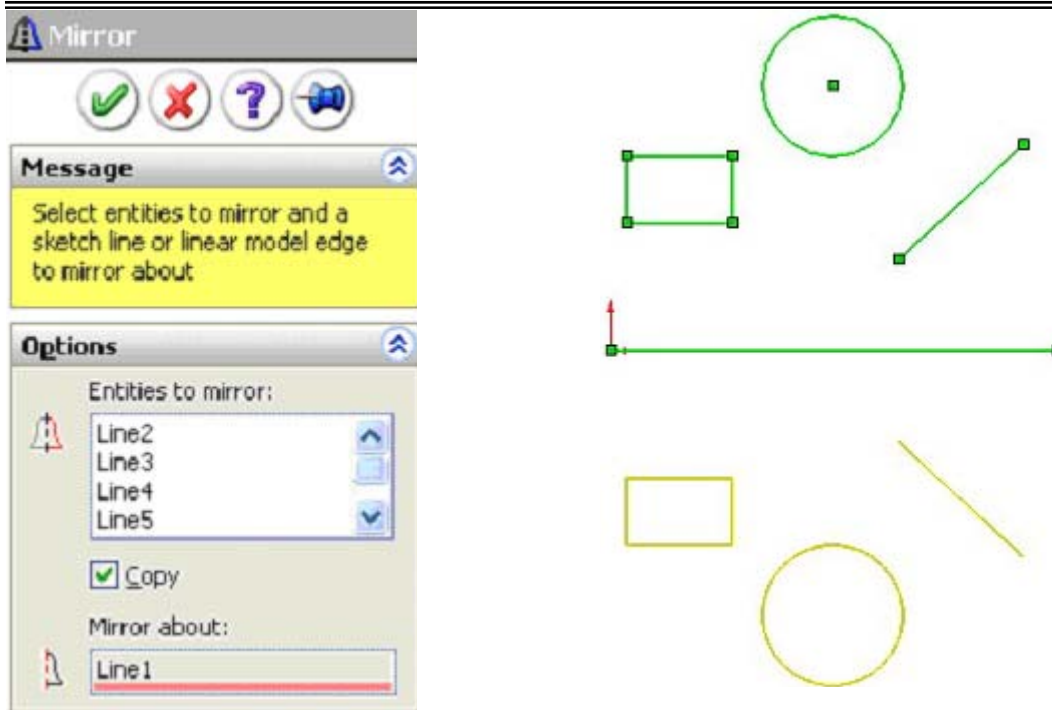 Mirror
?
Message
Select entities to mirror and a
sketch line or linear model edge
to mirror about
Options
Entities to mirror:
Line2
Line3
Line4
Line5
Copy
Mirror about:
Line1